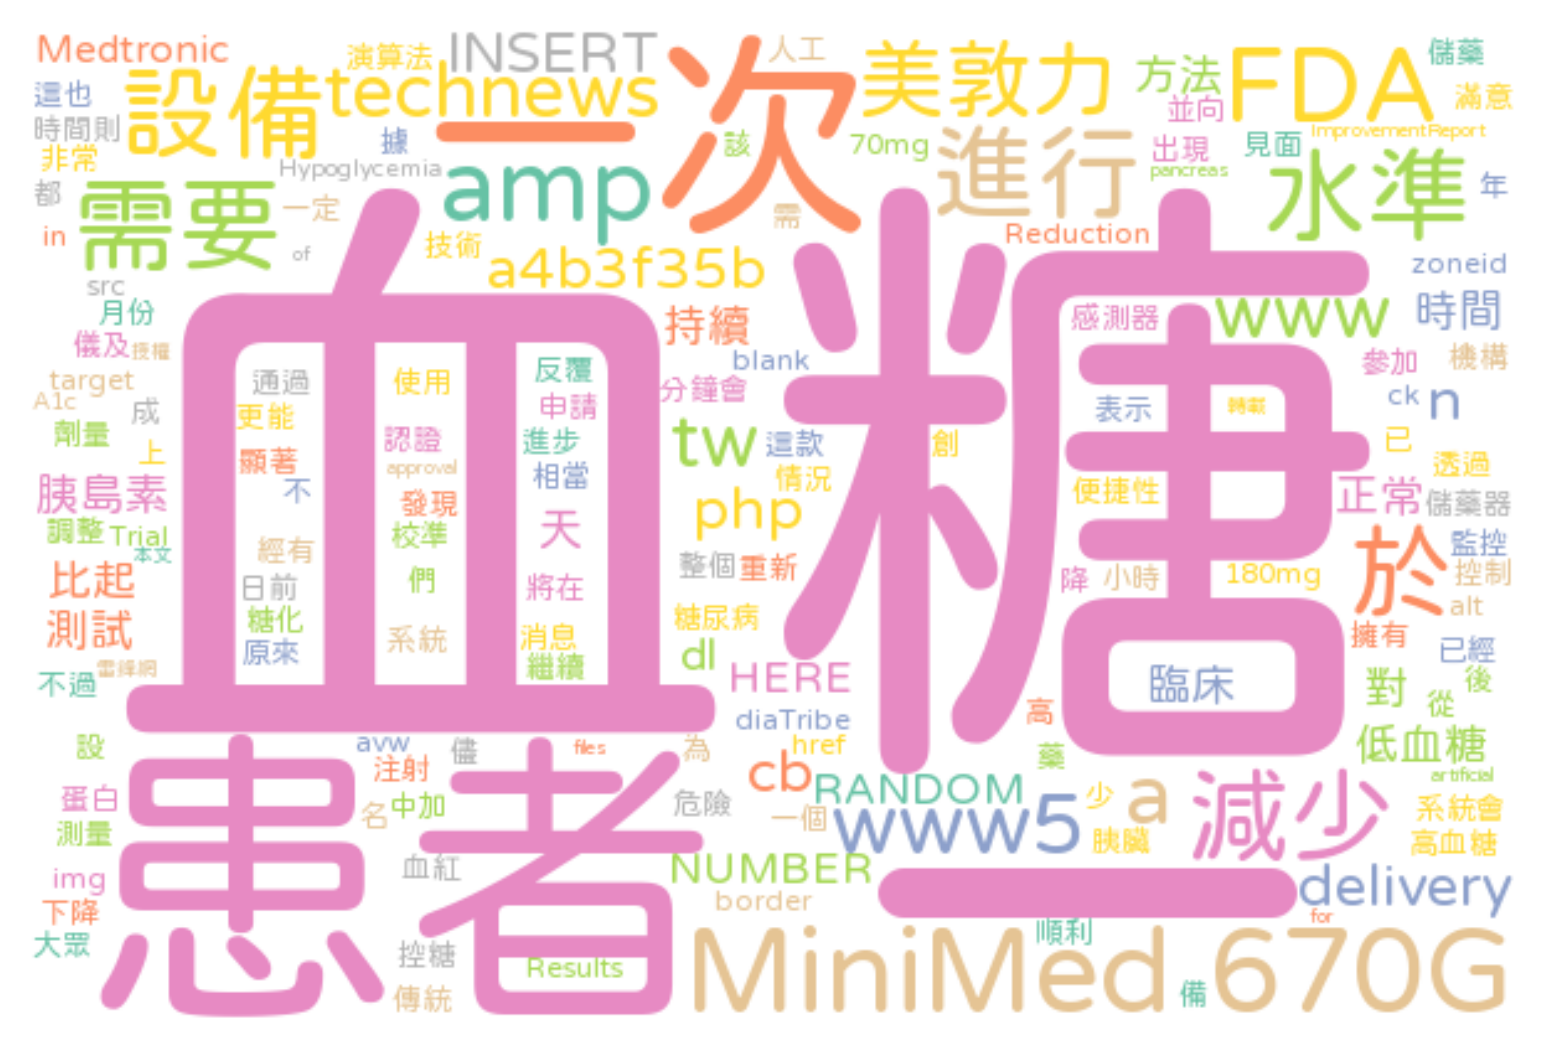 Medtronic
演算法
INSERT
人工
儲藥
這也
設備
technews
一次
美敦力
方法
FDA
滿意
時間則
據
該
70mg
並向
ImprovementReport
非常
Hypoglycemia
進行
出現
見面
都
需要
一定
amp
需
pancreas
水準
年
in
of
技術
a4b3f35b
Reduction
zoneid
src
血糖
月份
持續
感測器
www
時間
儀及
授權
blank
參加
機構
target
通過
使用
反覆
分鐘會
表示
轉載
ck
n
A1c
成
更能
申請
劑量
認證
進步
tw
這款
創
已
上
顯著
approval
相當
情況
透過
胰島素
不
發現
php
便捷性
正常
儲藥器
調整
Trial
校準
天
本文
經有
整個
重新
於
監控
比起
日前
們
將在
降
小時
180mg
控制
測試
糖化
系統
消息
糖尿病
alt
原來
繼續
dl
擁有
不過
雷鋒網
HERE
臨床
已經
對
後
diaTribe
高
從
設
avw
儘
files
為
href
藥
低血糖
患者
注射
cb
RANDOM
artificial
蛋白
名
中加
危險
一個
www5
少
a
減少
系統會
測量
胰臟
高血糖
血紅
NUMBER
一
delivery
img
border
下降
for
大眾
控糖
順利
Results
MiniMed 670G
傳統
備